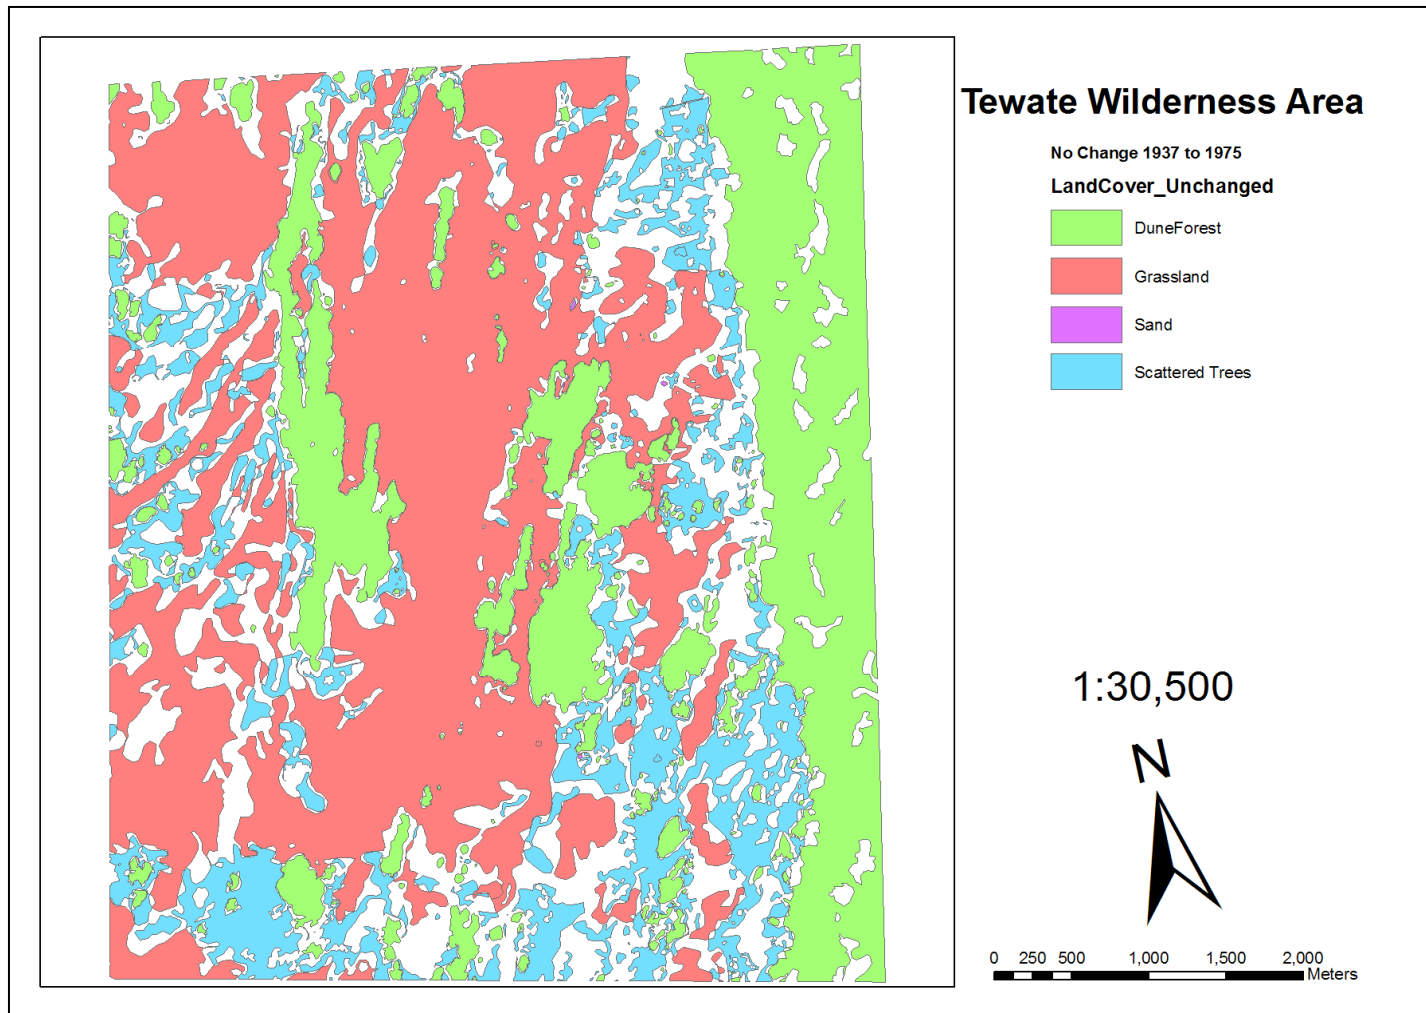 Tewate Wilderness Area
No Change 1937 to 1975
LandCover_Unchanged
DuneForest
Grassland
Sand
Scattered Trees
1:30,500
N
0 250 500 1,000 1,500 2,000
Meters